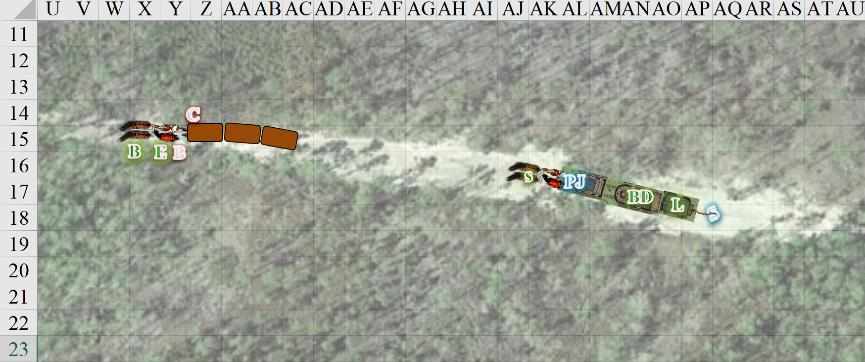 U V W X Y Z AA AB AC AD AE AF AG AH AI AJ AK AL AM AN AO AP AQ AR AS AT AU
11
12
13
14 C
15
B E B
16
S
17 PJ
BD L
18 J
19
20
21
22
23